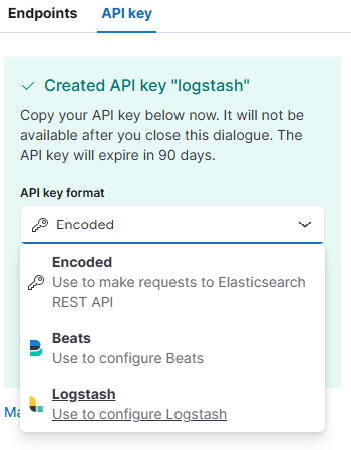 Endpoints API key
Created API key "logstash"
Copy your API key below now. It will not be
available after you close this dialogue. The
API key will expire in 90 days.
API key format
Encoded
Encoded
Use to make requests to Elasticsearch
REST API
Beats
Use to configure Beats
Logstash
Use to configure Logstash